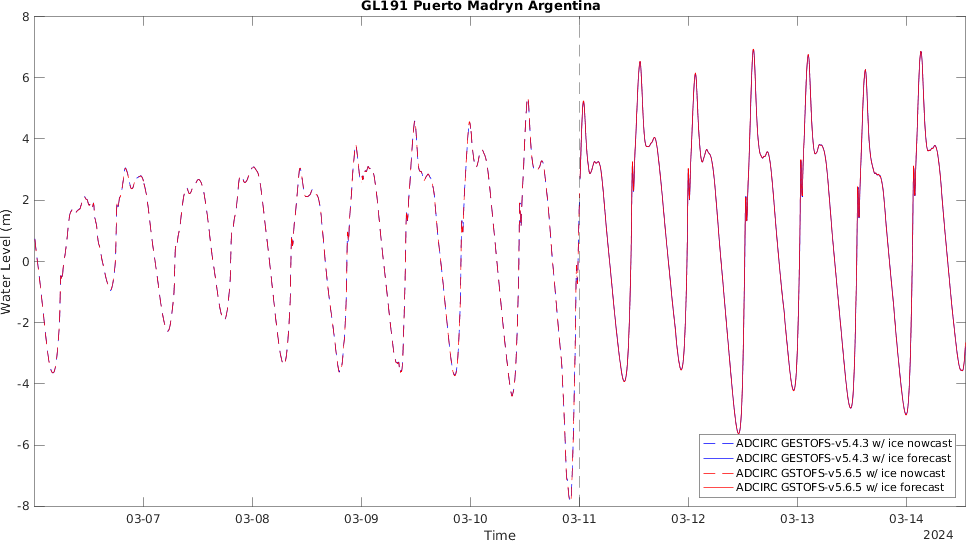 GL191 Puerto Madryn Argentina
8
6
4
2
0
-2
-4
-6
-8
Water Level (m)
ADCIRC GESTOFS-v5.4.3 w/ ice nowcast
ADCIRC GESTOFS-v5.4.3 w/ ice forecast
ADCIRC GSTOFS-v5.6.5 w/ ice nowcast
ADCIRC GSTOFS-v5.6.5 w/ ice forecast
03-07 03-08 03-09 03-10 03-11 03-12 03-13 03-14
Time
2024